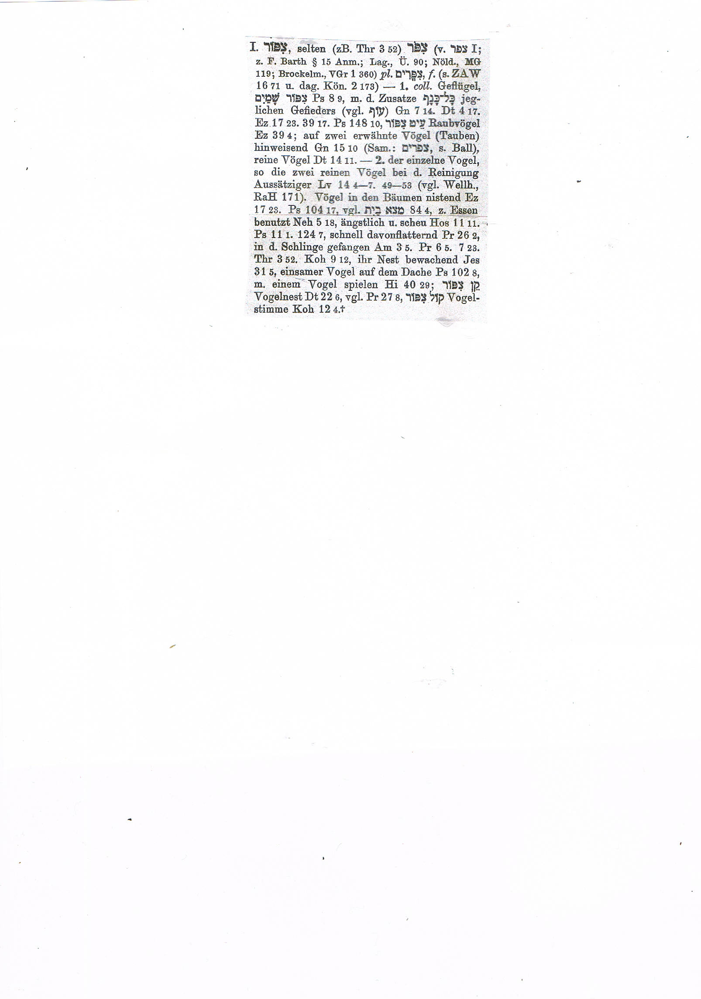 I. צִפּוֹר, selten (zB. Thr 3 52) צִפֹּר (v. צפר I;
z. F. Barth § 15 Anm.; Lag., Ü. 90; Nöld., MG
119; Brockelm., VGr 1 360) pl. צִפֳּרִים, f. (s. ZAW
16 71 u. dag. Kön. 2 173) — 1. coll. Geflügel,
צִפּוֹר שָׁמַיִם Ps 8 9, m. d. Zusatze כָּל־כָּנָף jeg-
lichen Gefieders (vgl. עוֹף) Gn 7 14. Dt 4 17.
Ez 17 23. 39 17. Ps 148 10, עֵיט צִפּוֹר Raubvögel
Ez 39 4; auf zwei erwähnte Vögel (Tauben)
hinweisend Gn 15 10 (Sam.: צפרים, s. Ball),
reine Vögel Dt 14 11. — 2. der einzelne Vogel,
so die zwei reinen Vögel bei d. Reinigung
Aussätziger Lv 14 4—7. 49—53 (vgl. Wellh.,
RaH 171). Vögel in den Bäumen nistend Ez
17 23. Ps 104 17, vgl. מצא בַיִת 84 4, z. Essen
benutzt Neh 5 18, ängstlich u. scheu Hos 11 11.
Ps 11 1. 124 7, schnell davonflatternd Pr 26 2,
in d. Schlinge gefangen Am 3 5. Pr 6 5. 7 23.
Thr 3 52. Koh 9 12, ihr Nest bewachend Jes
31 5, einsamer Vogel auf dem Dache Ps 102 8,
m. einem Vogel spielen Hi 40 29; קַן צִפּוֹר
Vogelnest Dt 22 6, vgl. Pr 27 8, קוֹל צִפּוֹר Vogel-
stimme Koh 12 4.†